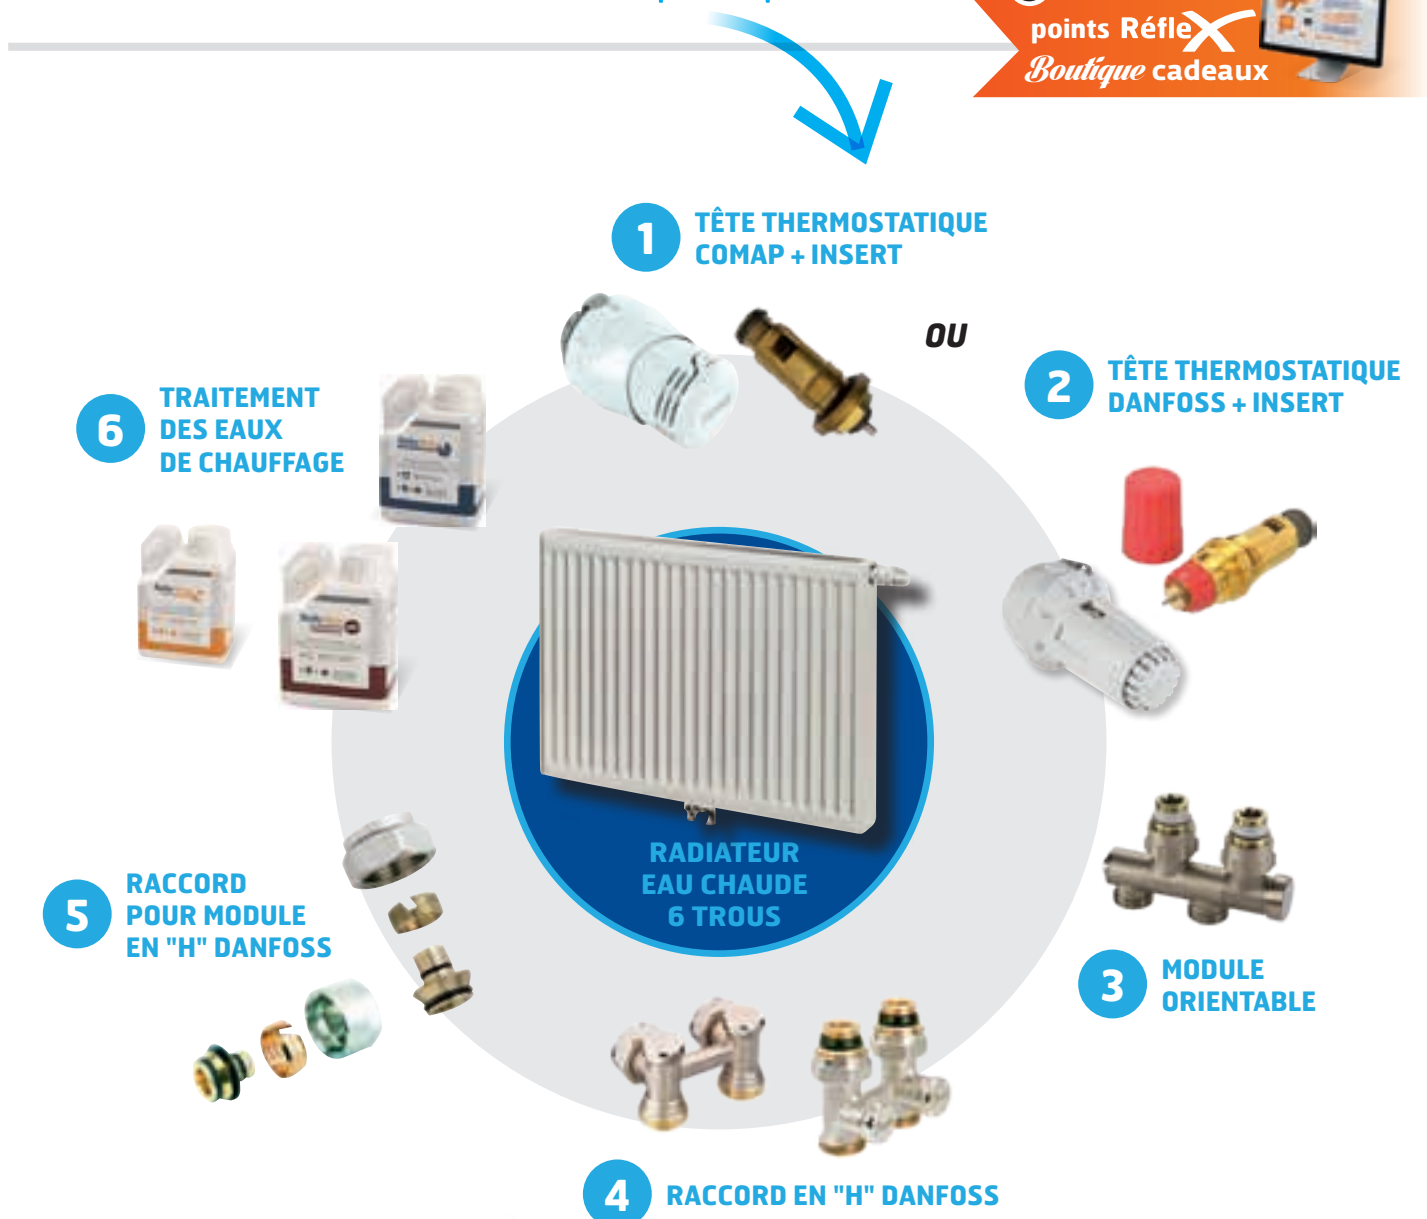 points Réflex
Boutique cadeaux
1
TÊTE THERMOSTATIQUE
COMAP + INSERT
OU
2
TÊTE THERMOSTATIQUE
DANFOSS + INSERT
6
TRAITEMENT
DES EAUX
DE CHAUFFAGE
RADIATEUR
EAU CHAUDE
6 TROUS
5
RACCORD
POUR MODULE
EN "H" DANFOSS
3
MODULE
ORIENTABLE
4
RACCORD EN "H" DANFOSS